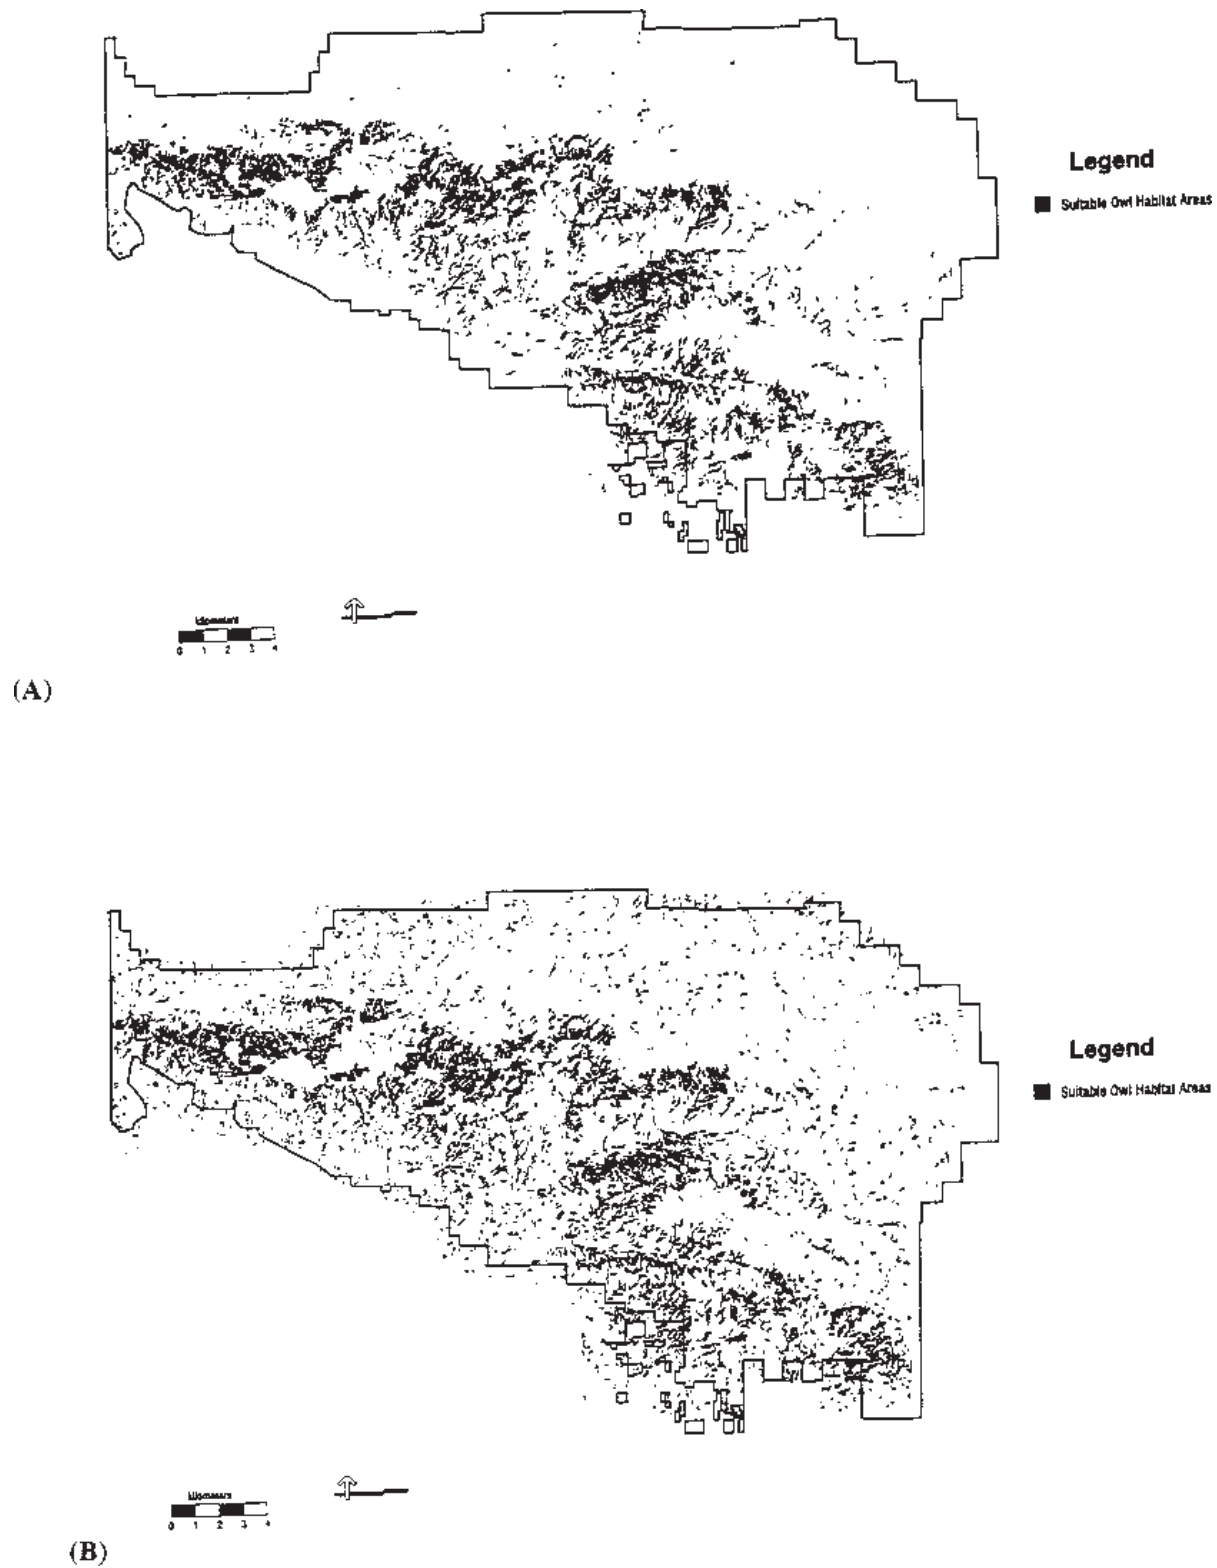 Legend
Suitable Owl Habitat Areas
kilometers
0 1 2 3 4
(A)
Legend
Suitable Owl Habitat Areas
kilometers
0 1 2 3 4
(B)